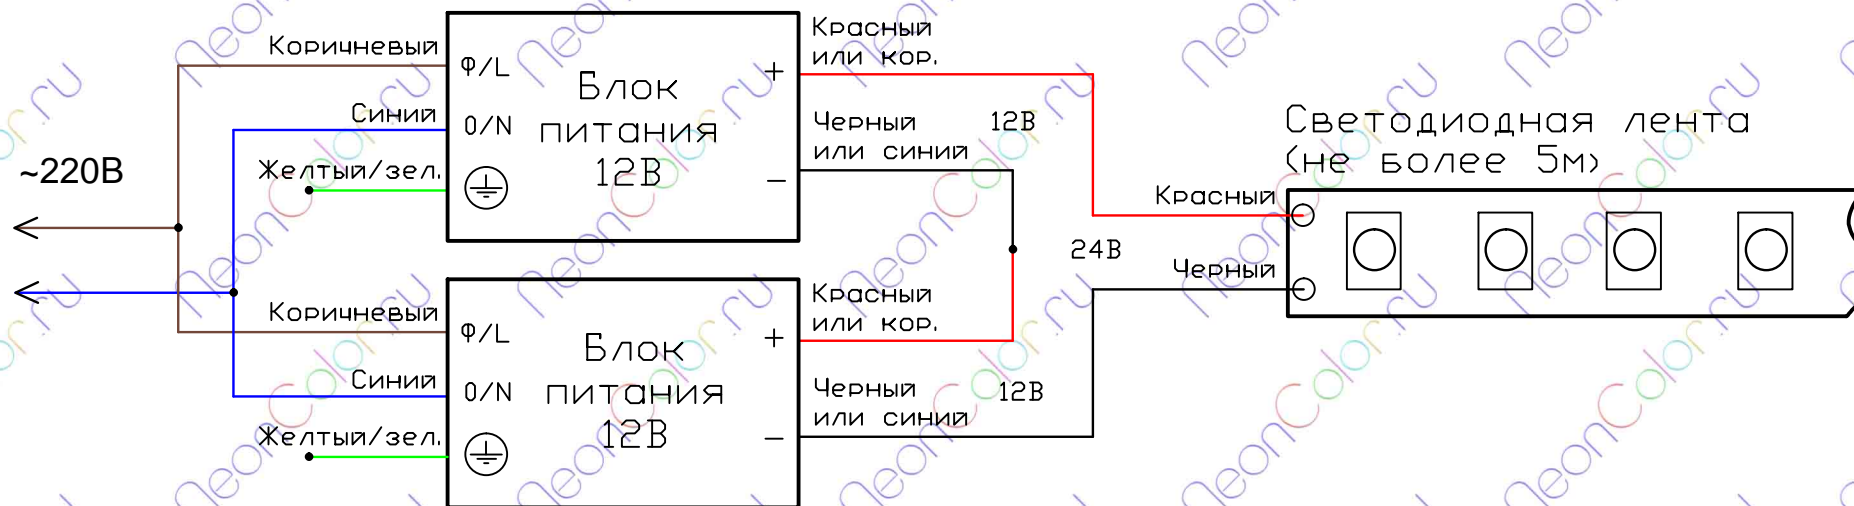 ~220В
Коричневый
Синий
Желтый/зел.
Ф/L
0/N
Блок
питания
12В
+
−
Красный
или кор.
Черный
или синий
12В
Коричневый
Синий
Желтый/зел.
Ф/L
0/N
Блок
питания
12В
+
−
Красный
или кор.
Черный
или синий
12В
24В
Светодиодная лента
(не более 5м)
Красный
Черный
NeonColor.ru